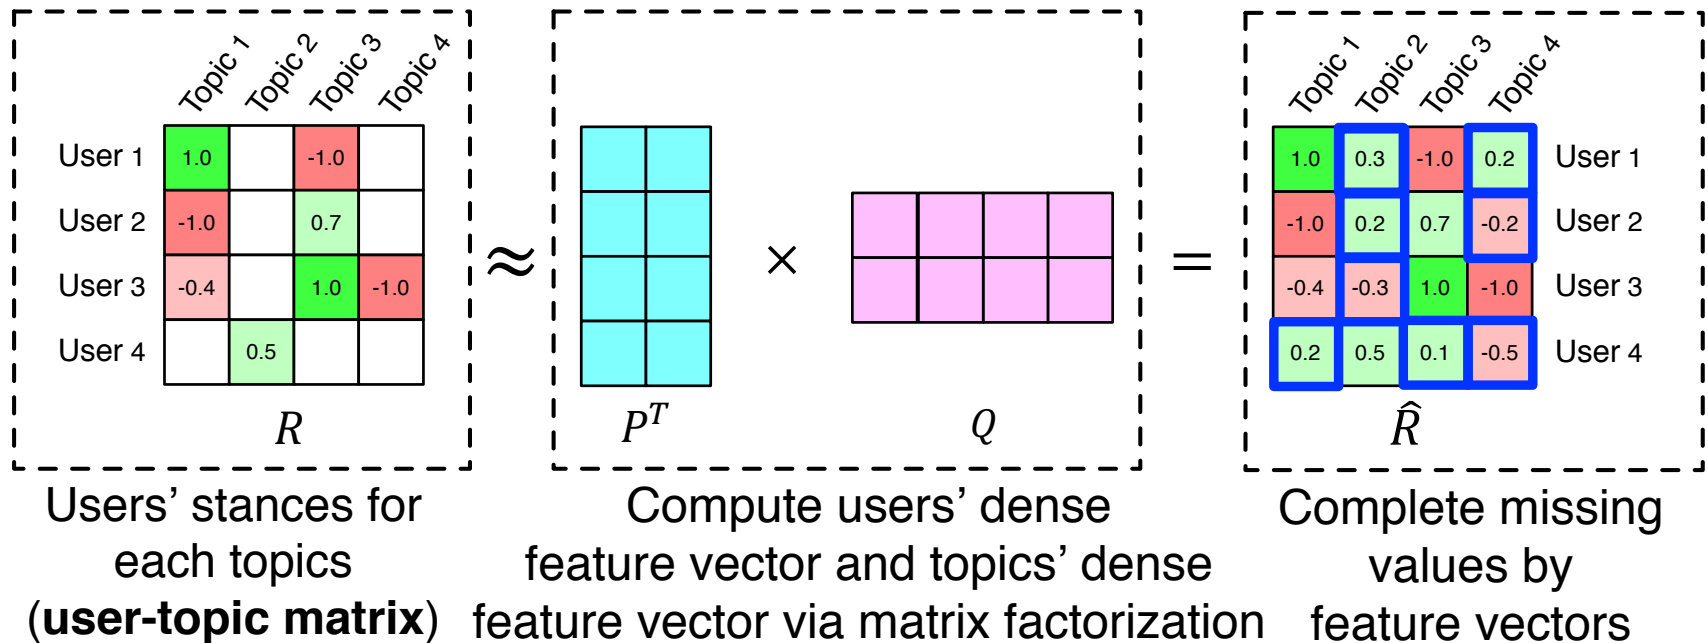 Topic 1 Topic 2 Topic 3 Topic 4
User 1 1.0 -1.0
User 2 -1.0 0.7
User 3 -0.4 1.0 -1.0
User 4 0.5
R
Users’ stances for
each topics
(user-topic matrix)
≈
×
P^T
Q
Compute users’ dense
feature vector and topics’ dense
feature vector via matrix factorization
=
Topic 1 Topic 2 Topic 3 Topic 4
1.0 0.3 -1.0 0.2 User 1
-1.0 0.2 0.7 -0.2 User 2
-0.4 -0.3 1.0 -1.0 User 3
0.2 0.5 0.1 -0.5 User 4
R̂
Complete missing
values by
feature vectors